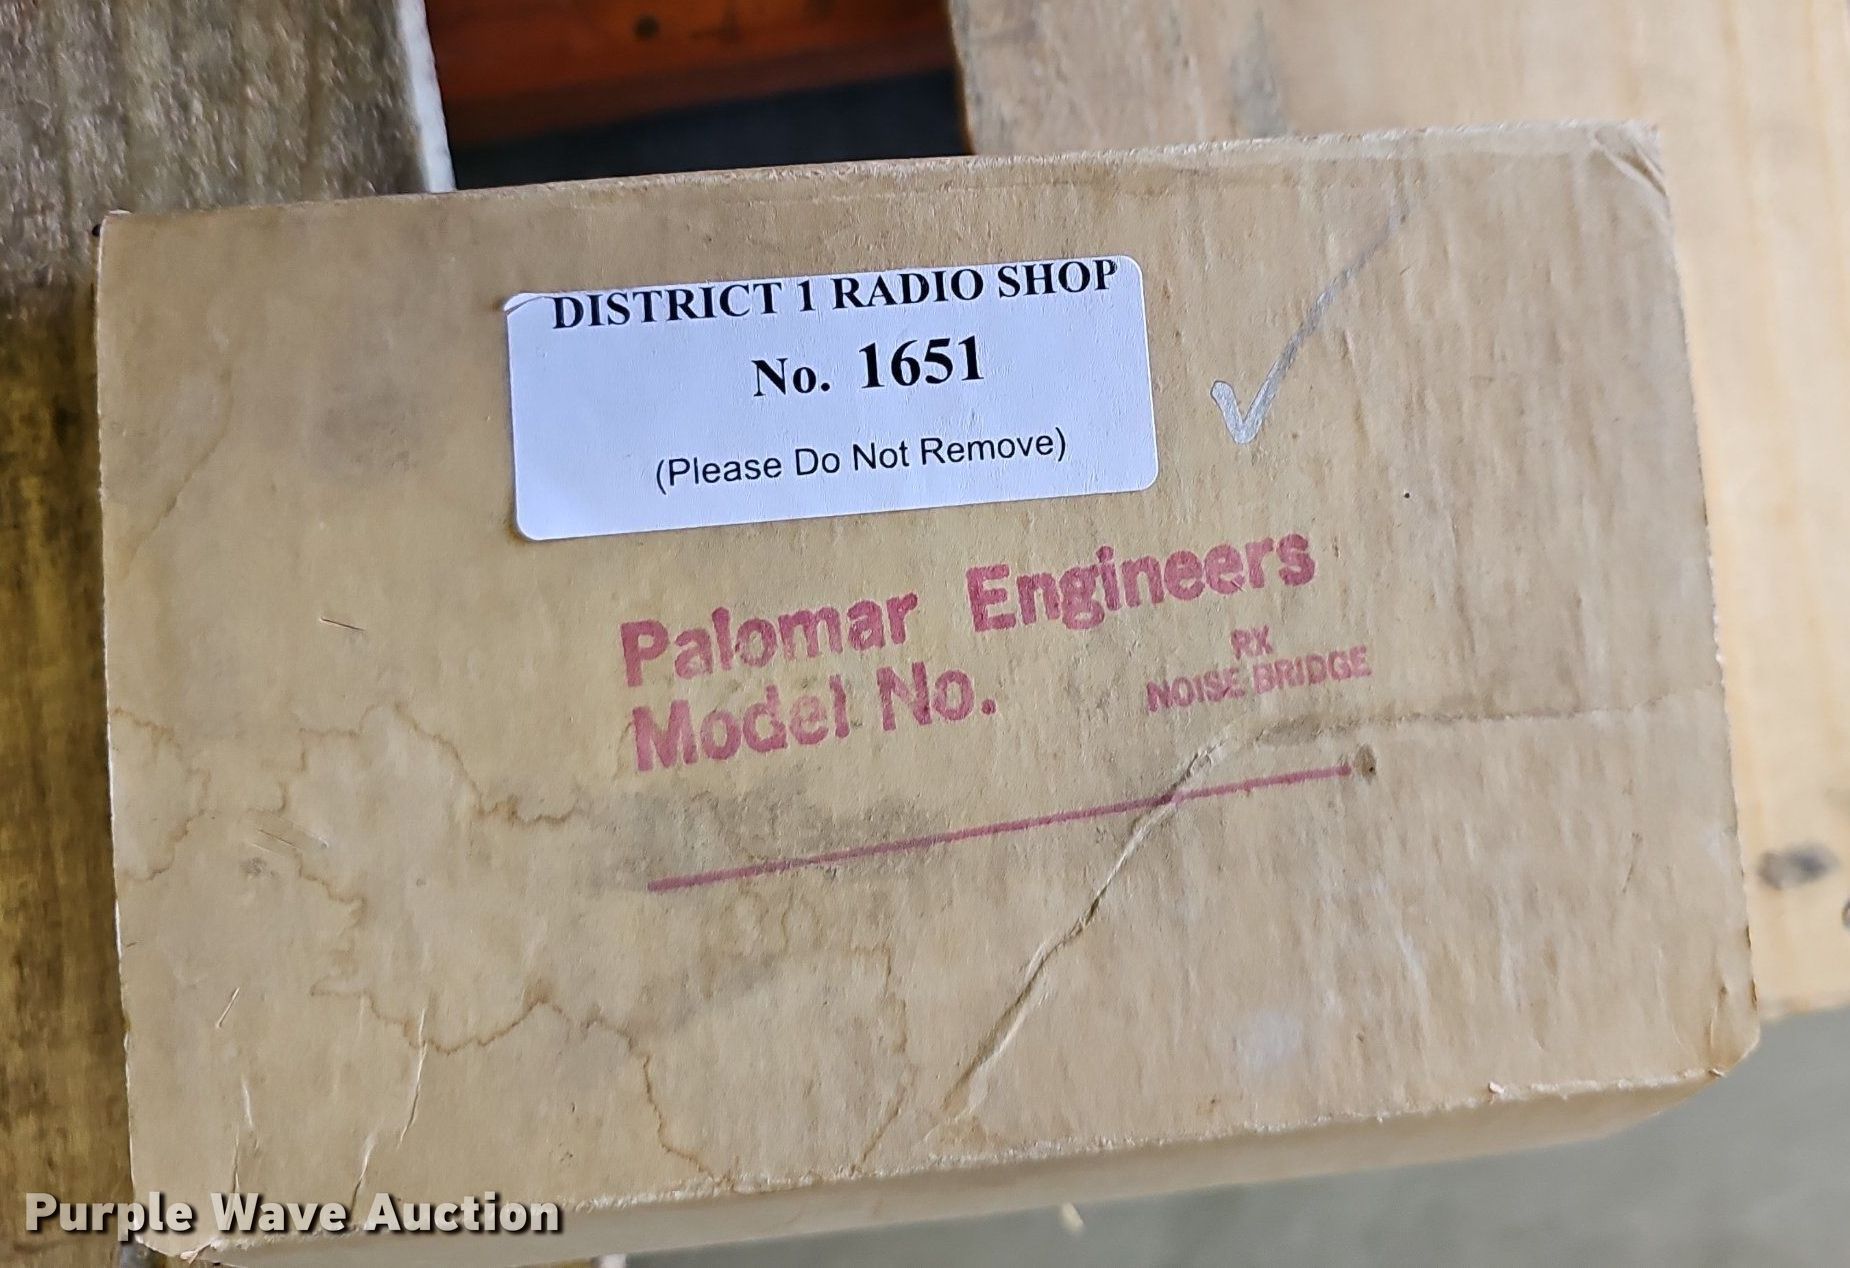 DISTRICT 1 RADIO SHOP
No. 1651
(Please Do Not Remove)
Palomar Engineers
RX
Model No. NOISE BRIDGE
Purple Wave Auction